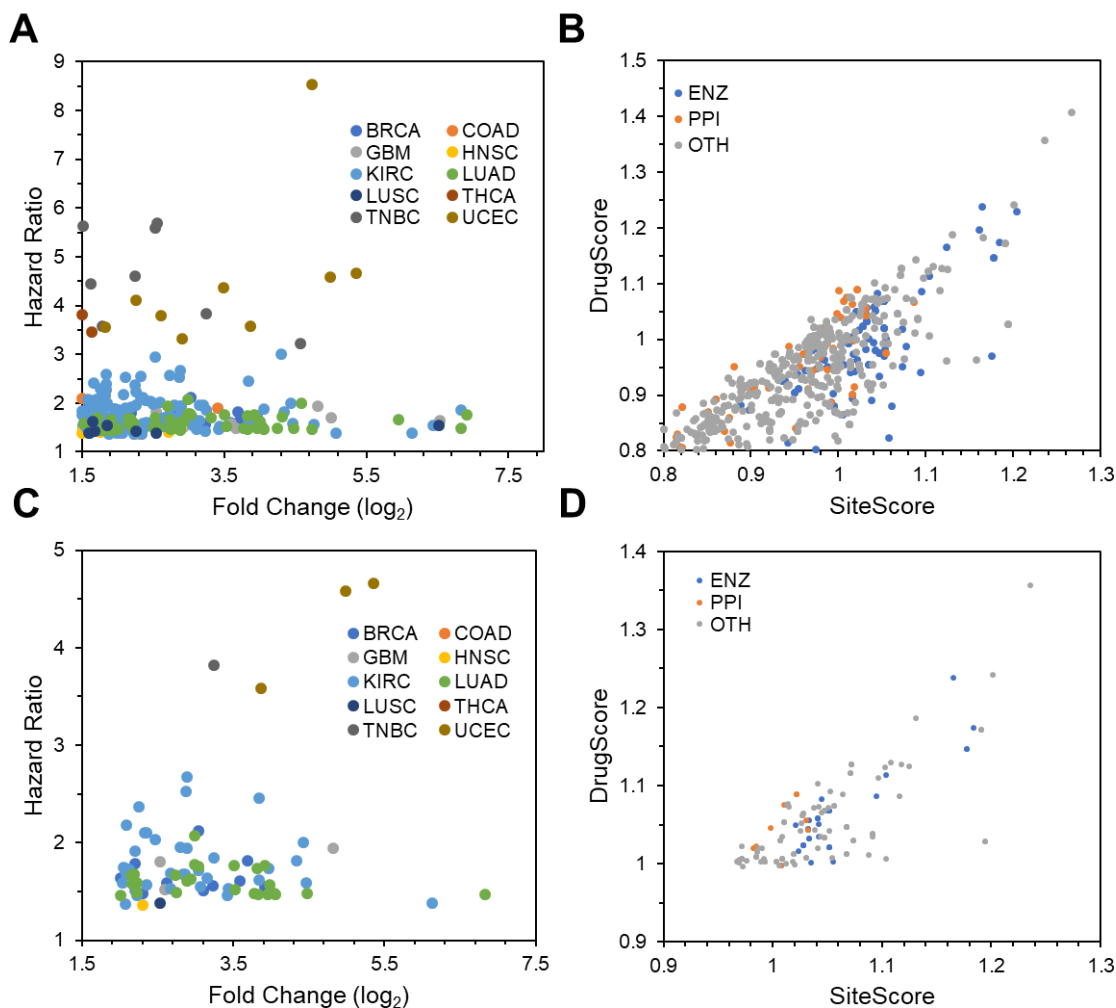 A
9
8
7
6
5
4
3
2
1
Hazard Ratio
1.5 3.5 5.5 7.5
Fold Change (log2)
BRCA COAD
GBM HNSC
KIRC LUAD
LUSC THCA
TNBC UCEC
B
1.5
1.4
1.3
1.2
1.1
1
0.9
0.8
DrugScore
0.8 0.9 1 1.1 1.2 1.3
SiteScore
ENZ
PPI
OTH
C
5
4
3
2
1
Hazard Ratio
1.5 3.5 5.5 7.5
Fold Change (log2)
BRCA COAD
GBM HNSC
KIRC LUAD
LUSC THCA
TNBC UCEC
D
1.4
1.3
1.2
1.1
1
0.9
DrugScore
0.9 1 1.1 1.2 1.3
SiteScore
ENZ
PPI
OTH